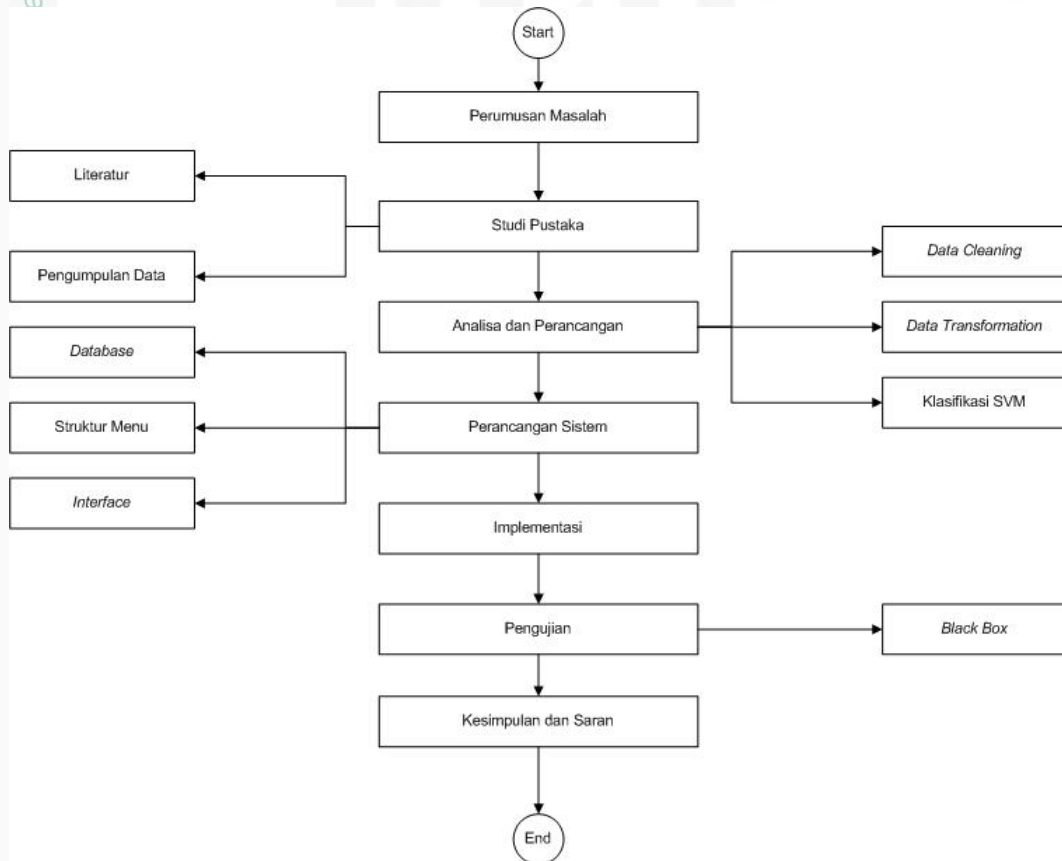 Start
Perumusan Masalah
Literatur
Studi Pustaka
Pengumpulan Data
Data Cleaning
Analisa dan Perancangan
Data Transformation
Database
Klasifikasi SVM
Struktur Menu
Perancangan Sistem
Interface
Implementasi
Pengujian
Black Box
Kesimpulan dan Saran
End